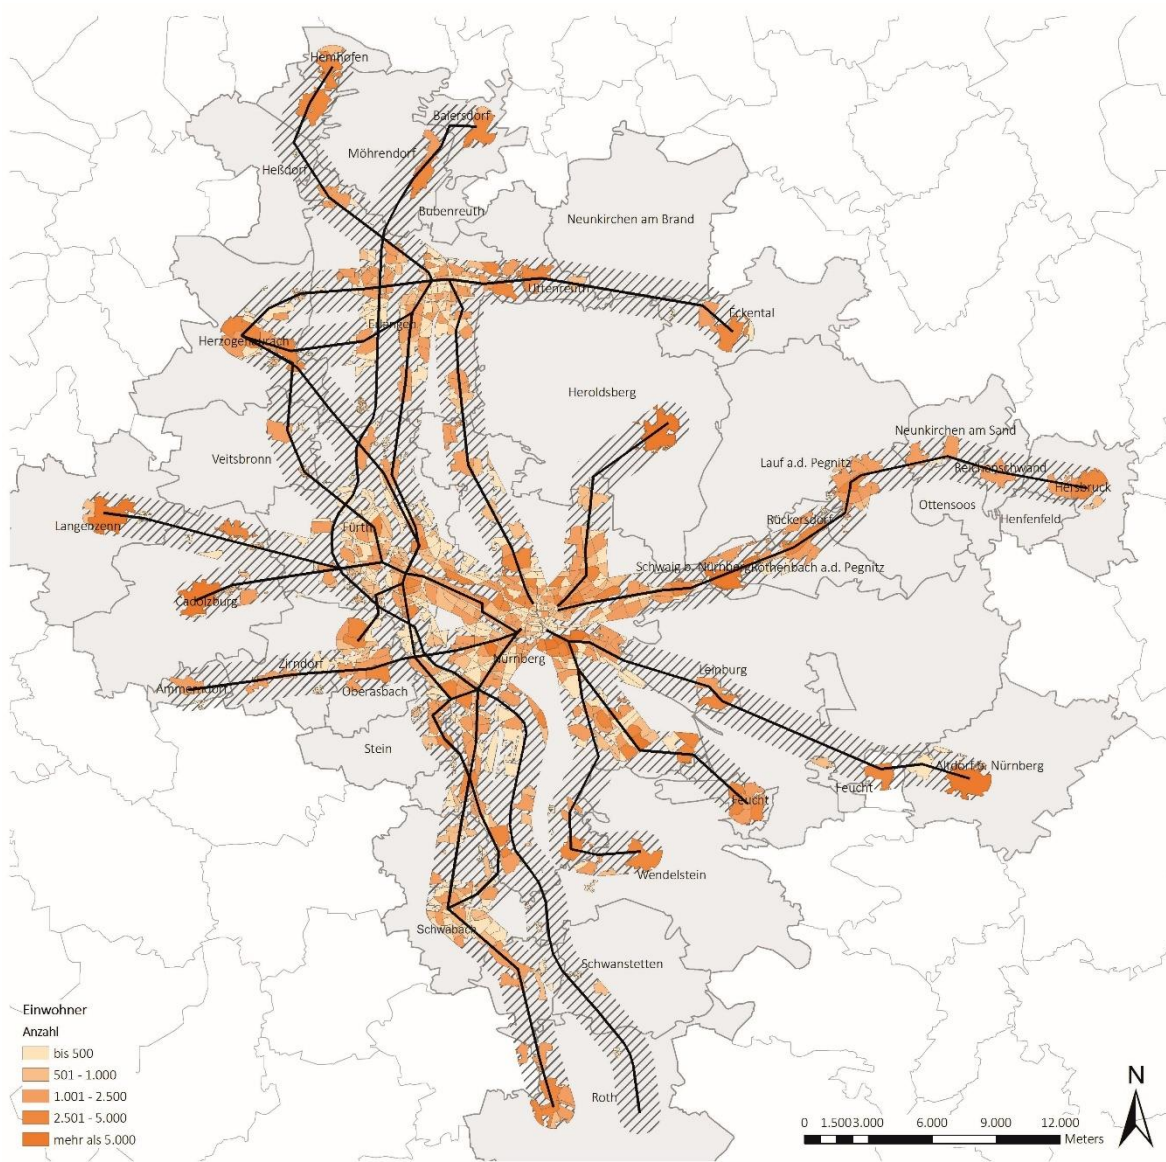 Hemhofen
Baiersdorf
Möhrendorf
Heßdorf
Bubenreuth
Neunkirchen am Brand
Uttenreuth
Eckental
Erlangen
Herzogenaurach
Heroldsberg
Neunkirchen am Sand
Veitsbronn
Lauf a.d. Pegnitz
Reichenschwand
Hersbruck
Ottensoos
Henfenfeld
Langenzenn
Fürth
Rückersdorf
Schwaig b. Nürnberg
Röthenbach a.d. Pegnitz
Cadolzburg
Nürnberg
Zirndorf
Leinburg
Ammerndorf
Oberasbach
Stein
Altdorf b. Nürnberg
Feucht
Feucht
Wendelstein
Schwabach
Schwanstetten
Roth
Einwohner
Anzahl
bis 500
501 - 1.000
1.001 - 2.500
2.501 - 5.000
mehr als 5.000
N
0 1.5003.000 6.000 9.000 12.000
Meters